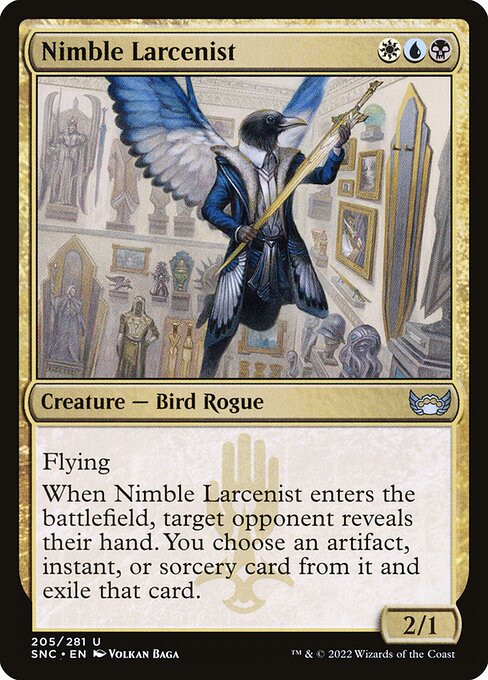 Nimble Larcenist
Creature — Bird Rogue
Flying
When Nimble Larcenist enters the
battlefield, target opponent reveals
their hand. You choose an artifact,
instant, or sorcery card from it and
exile that card.
2/1
205/281 U
SNC • EN Volkan Baga
™ & © 2022 Wizards of the Coast